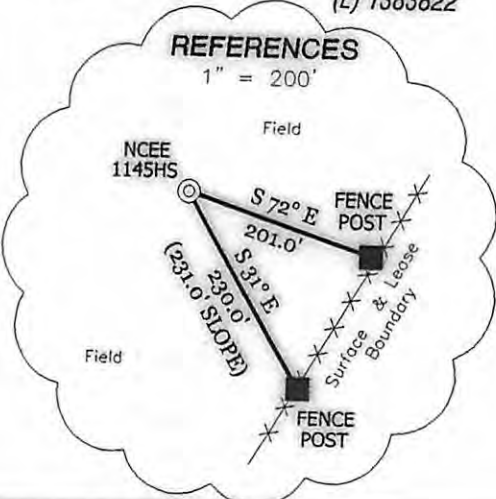 (L) 1383822
REFERENCES
1" = 200'
Field
NCEE
1145HS
S 72° E
201.0'
FENCE
POST
S 31° E
230.0'
(231.0' SLOPE)
Surface & Lease
Boundary
Field
FENCE
POST